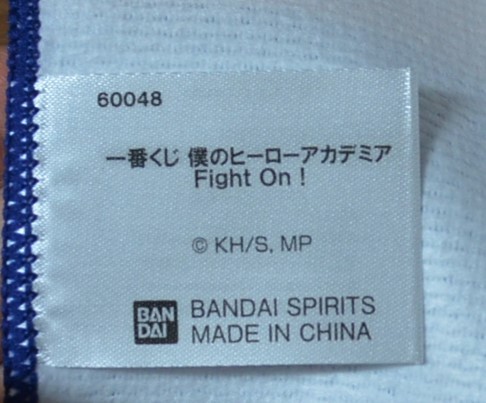 60048
一番くじ 僕のヒーローアカデミア
Fight On！
© KH/S, MP
BAN
DAI
BANDAI SPIRITS
MADE IN CHINA